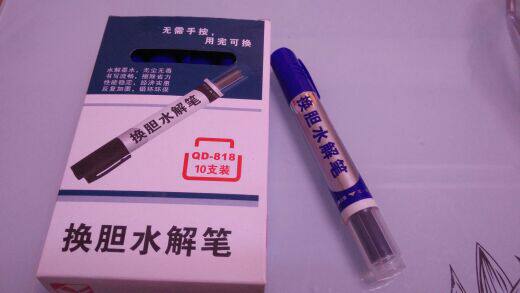 无需手按，
用完可换
水解墨水，无尘无毒
书写流畅，擦除省力
性能稳定，经济实惠
反复加墨，循环环保
换胆水解笔
QD-818
10支装
换胆水解笔
换胆水解笔